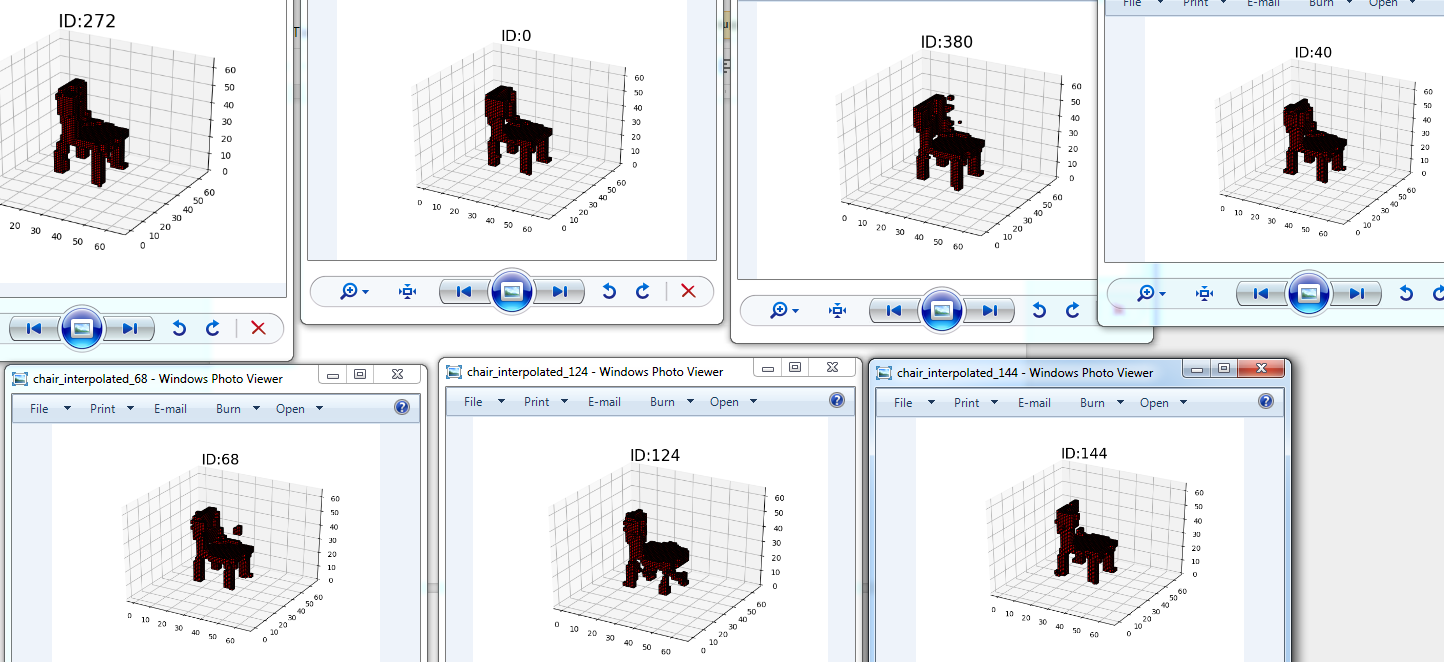 ID:272
60
50
40
30
20
10
0
20 30 40 50 60
0 10 20 30 40 50 60
ID:0
60
50
40
30
20
10
0
0 10 20 30 40 50 60
0 10 20 30 40 50 60
ID:380
60
50
40
30
20
10
0
0 10 20 30 40 50 60
0 10 20 30 40 50 60
File Print E-mail Burn Open
ID:40
60
50
40
30
20
10
0
0 10 20 30 40 50 60
0 10 20 30 40 50 60
chair_interpolated_68 - Windows Photo Viewer
File Print E-mail Burn Open
ID:68
60
50
40
30
20
10
0
0 10 20 30 40 50 60
0 10 20 30 40 50 60
chair_interpolated_124 - Windows Photo Viewer
File Print E-mail Burn Open
ID:124
60
50
40
30
20
10
0
0 10 20 30 40 50 60
0 10 20 30 40 50 60
chair_interpolated_144 - Windows Photo Viewer
File Print E-mail Burn Open
ID:144
60
50
40
30
20
10
0
0 10 20 30 40 50 60
0 10 20 30 40 50 60